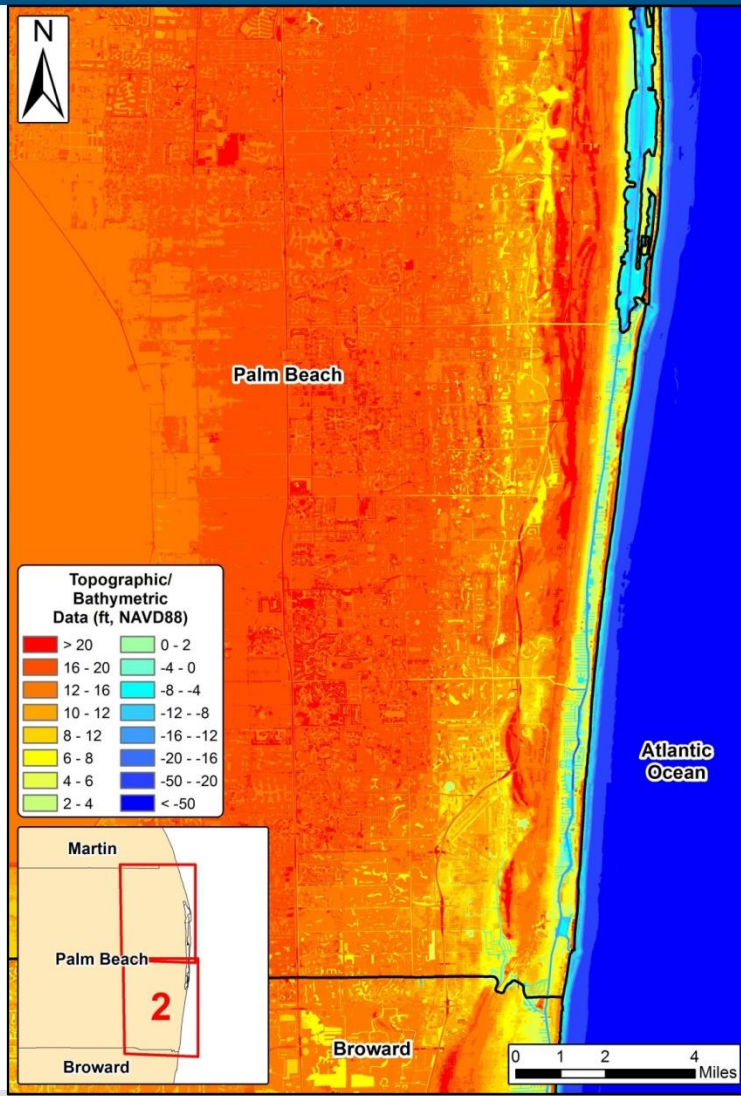 N
Palm Beach
Topographic/
Bathymetric
Data (ft, NAVD88)
> 20
16 - 20
12 - 16
10 - 12
8 - 12
6 - 8
4 - 6
2 - 4
0 - 2
-4 - 0
-8 - -4
-12 - -8
-16 - -12
-20 - -16
-50 - -20
< -50
Atlantic
Ocean
Martin
Palm Beach
2
Broward
Broward
0 1 2 4
Miles